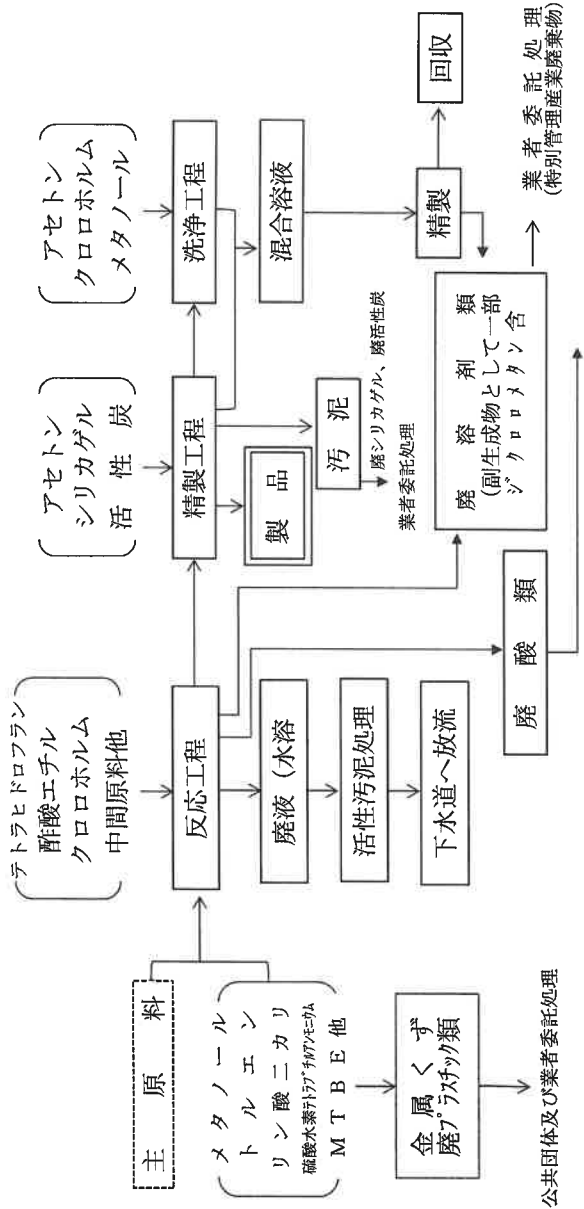 主原料
メタノール
トルエン
リン酸二カリ
硫酸水素テトラブチルアンモニウム
ＭＴＢＥ他
金属くず
廃プラスチック類
公共団体及び業者委託処理
テトラヒドロフラン
酢酸エチル
クロロホルム
中間原料他
反応工程
廃液（水溶
活性汚泥処理
下水道へ放流
廃酸類
アセトン
シリカゲル
活性炭
精製工程
製品
汚泥
廃シリカゲル、廃活性炭
業者委託処理
アセトン
クロロホルム
メタノール
洗浄工程
混合溶液
精製
回収
廃溶剤類
(副生成物として一部
ジクロロメタン含
業者委託処理
(特別管理産業廃棄物)